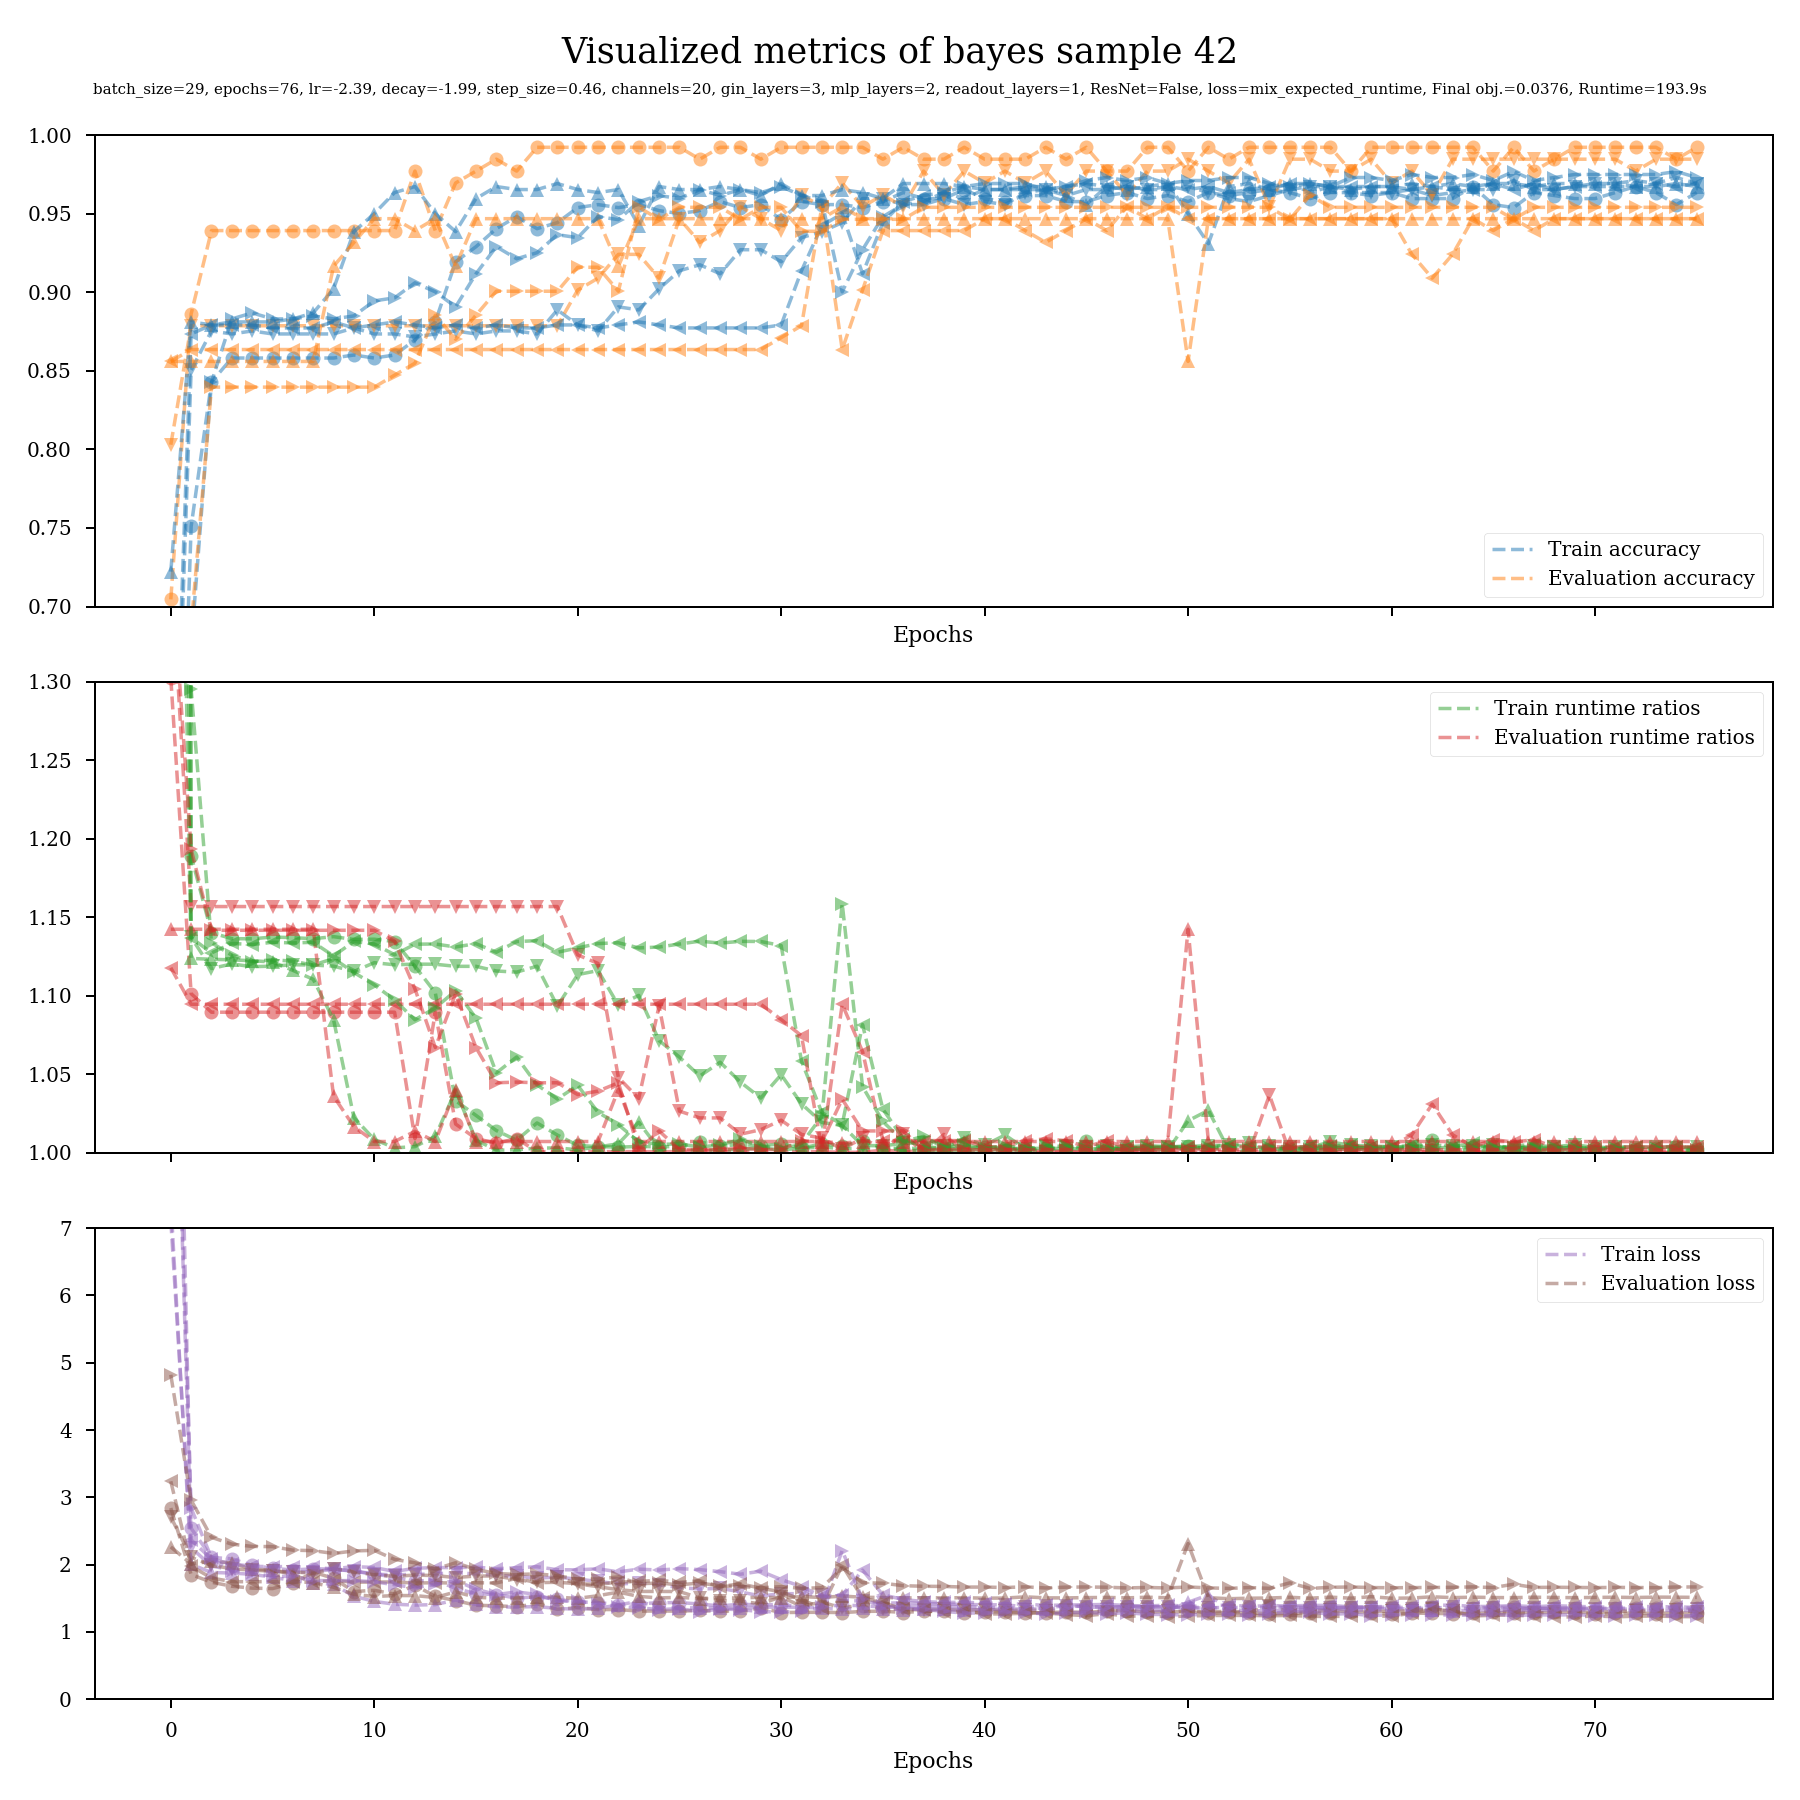 Visualized metrics of bayes sample 42
batch_size=29, epochs=76, lr=-2.39, decay=-1.99, step_size=0.46, channels=20, gin_layers=3, mlp_layers=2, readout_layers=1, ResNet=False, loss=mix_expected_runtime, Final obj.=0.0376, Runtime=193.9s
1.00
0.95
0.90
0.85
0.80
0.75
0.70
Train accuracy
Evaluation accuracy
Epochs
1.30
1.25
1.20
1.15
1.10
1.05
1.00
Train runtime ratios
Evaluation runtime ratios
Epochs
7
6
5
4
3
2
1
0
Train loss
Evaluation loss
0 10 20 30 40 50 60 70
Epochs